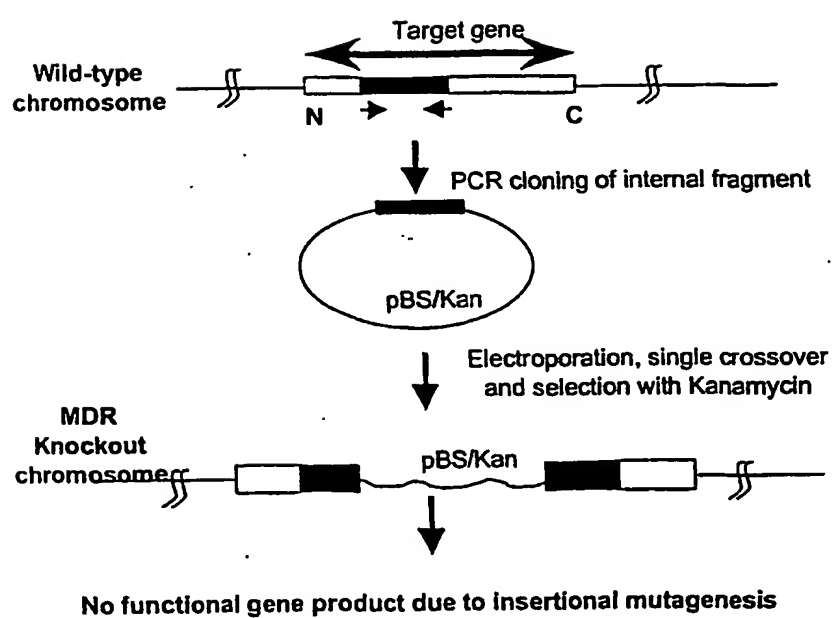 Target gene
Wild-type
chromosome
N
C
PCR cloning of internal fragment
pBS/Kan
Electroporation, single crossover
and selection with Kanamycin
MDR
Knockout
chromosome
pBS/Kan
No functional gene product due to insertional mutagenesis